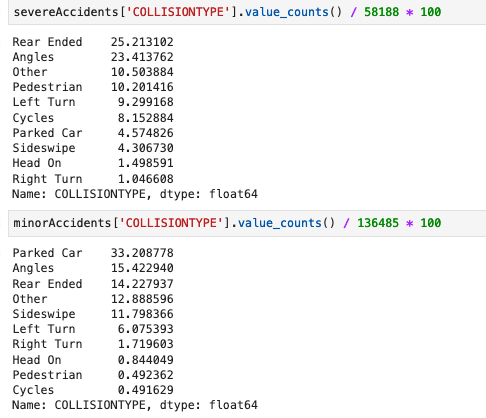 severeAccidents['COLLISIONTYPE'].value_counts() / 58188 * 100
Rear Ended 25.213102
Angles 23.413762
Other 10.503884
Pedestrian 10.201416
Left Turn 9.299168
Cycles 8.152884
Parked Car 4.574826
Sideswipe 4.306730
Head On 1.498591
Right Turn 1.046608
Name: COLLISIONTYPE, dtype: float64
minorAccidents['COLLISIONTYPE'].value_counts() / 136485 * 100
Parked Car 33.208778
Angles 15.422940
Rear Ended 14.227937
Other 12.888596
Sideswipe 11.798366
Left Turn 6.075393
Right Turn 1.719603
Head On 0.844049
Pedestrian 0.492362
Cycles 0.491629
Name: COLLISIONTYPE, dtype: float64